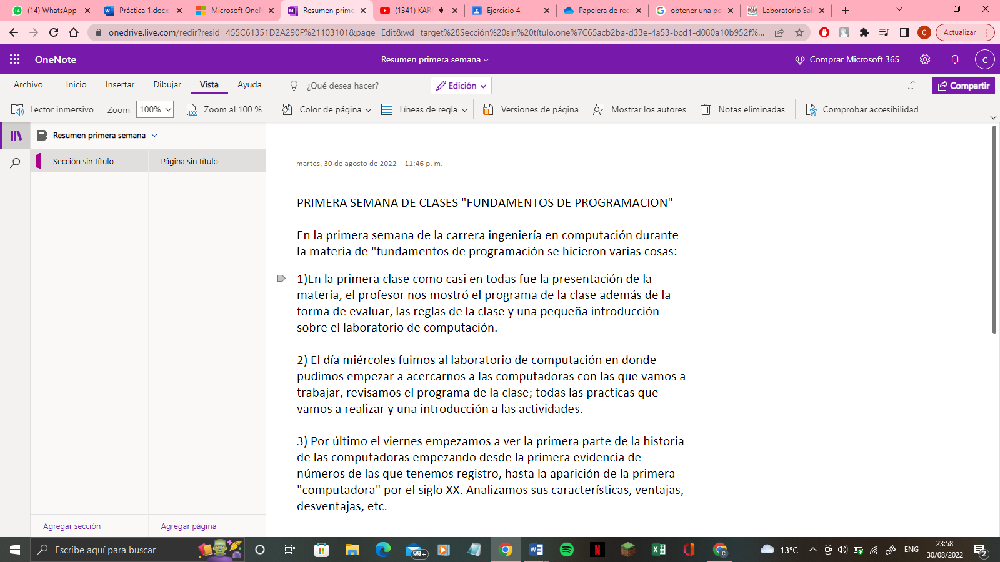 (14) WhatsApp
Práctica 1.docx
Microsoft OneN
Resumen prime
(1341) KAR
Ejercicio 4
Papelera de rec
obtener una po
Laboratorio Sal
onedrive.live.com/redir?resid=455C61351D2A290F%21103101&page=Edit&wd=target%28Sección%20sin%20título.one%7C65acb2ba-d33e-4a53-bcd1-d080a10b952f%...
C
Actualizar
OneNote
Resumen primera semana
Comprar Microsoft 365
C
Archivo
Inicio
Insertar
Dibujar
Vista
Ayuda
¿Qué desea hacer?
Edición
Compartir
Lector inmersivo
Zoom
100%
Zoom al 100 %
Color de página
Líneas de regla
Versiones de página
Mostrar los autores
Notas eliminadas
Comprobar accesibilidad
Resumen primera semana
Sección sin título
Página sin título
martes, 30 de agosto de 2022 11:46 p. m.
PRIMERA SEMANA DE CLASES "FUNDAMENTOS DE PROGRAMACION"
En la primera semana de la carrera ingeniería en computación durante
la materia de "fundamentos de programación se hicieron varias cosas:
1)En la primera clase como casi en todas fue la presentación de la
materia, el profesor nos mostró el programa de la clase además de la
forma de evaluar, las reglas de la clase y una pequeña introducción
sobre el laboratorio de computación.
2) El día miércoles fuimos al laboratorio de computación en donde
pudimos empezar a acercarnos a las computadoras con las que vamos a
trabajar, revisamos el programa de la clase; todas las practicas que
vamos a realizar y una introducción a las actividades.
3) Por último el viernes empezamos a ver la primera parte de la historia
de las computadoras empezando desde la primera evidencia de
números de las que tenemos registro, hasta la aparición de la primera
"computadora" por el siglo XX. Analizamos sus características, ventajas,
desventajas, etc.
Agregar sección
Agregar página
Escribe aquí para buscar
99+
13°C
ENG
23:58
30/08/2022
2